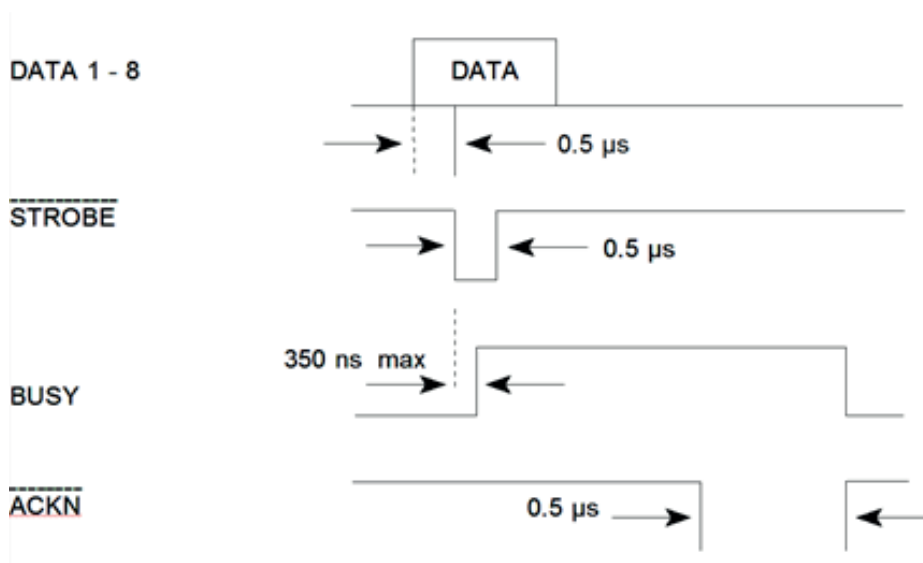 DATA 1 - 8
DATA
0.5 µs
STROBE
0.5 µs
350 ns max
BUSY
ACKN
0.5 µs